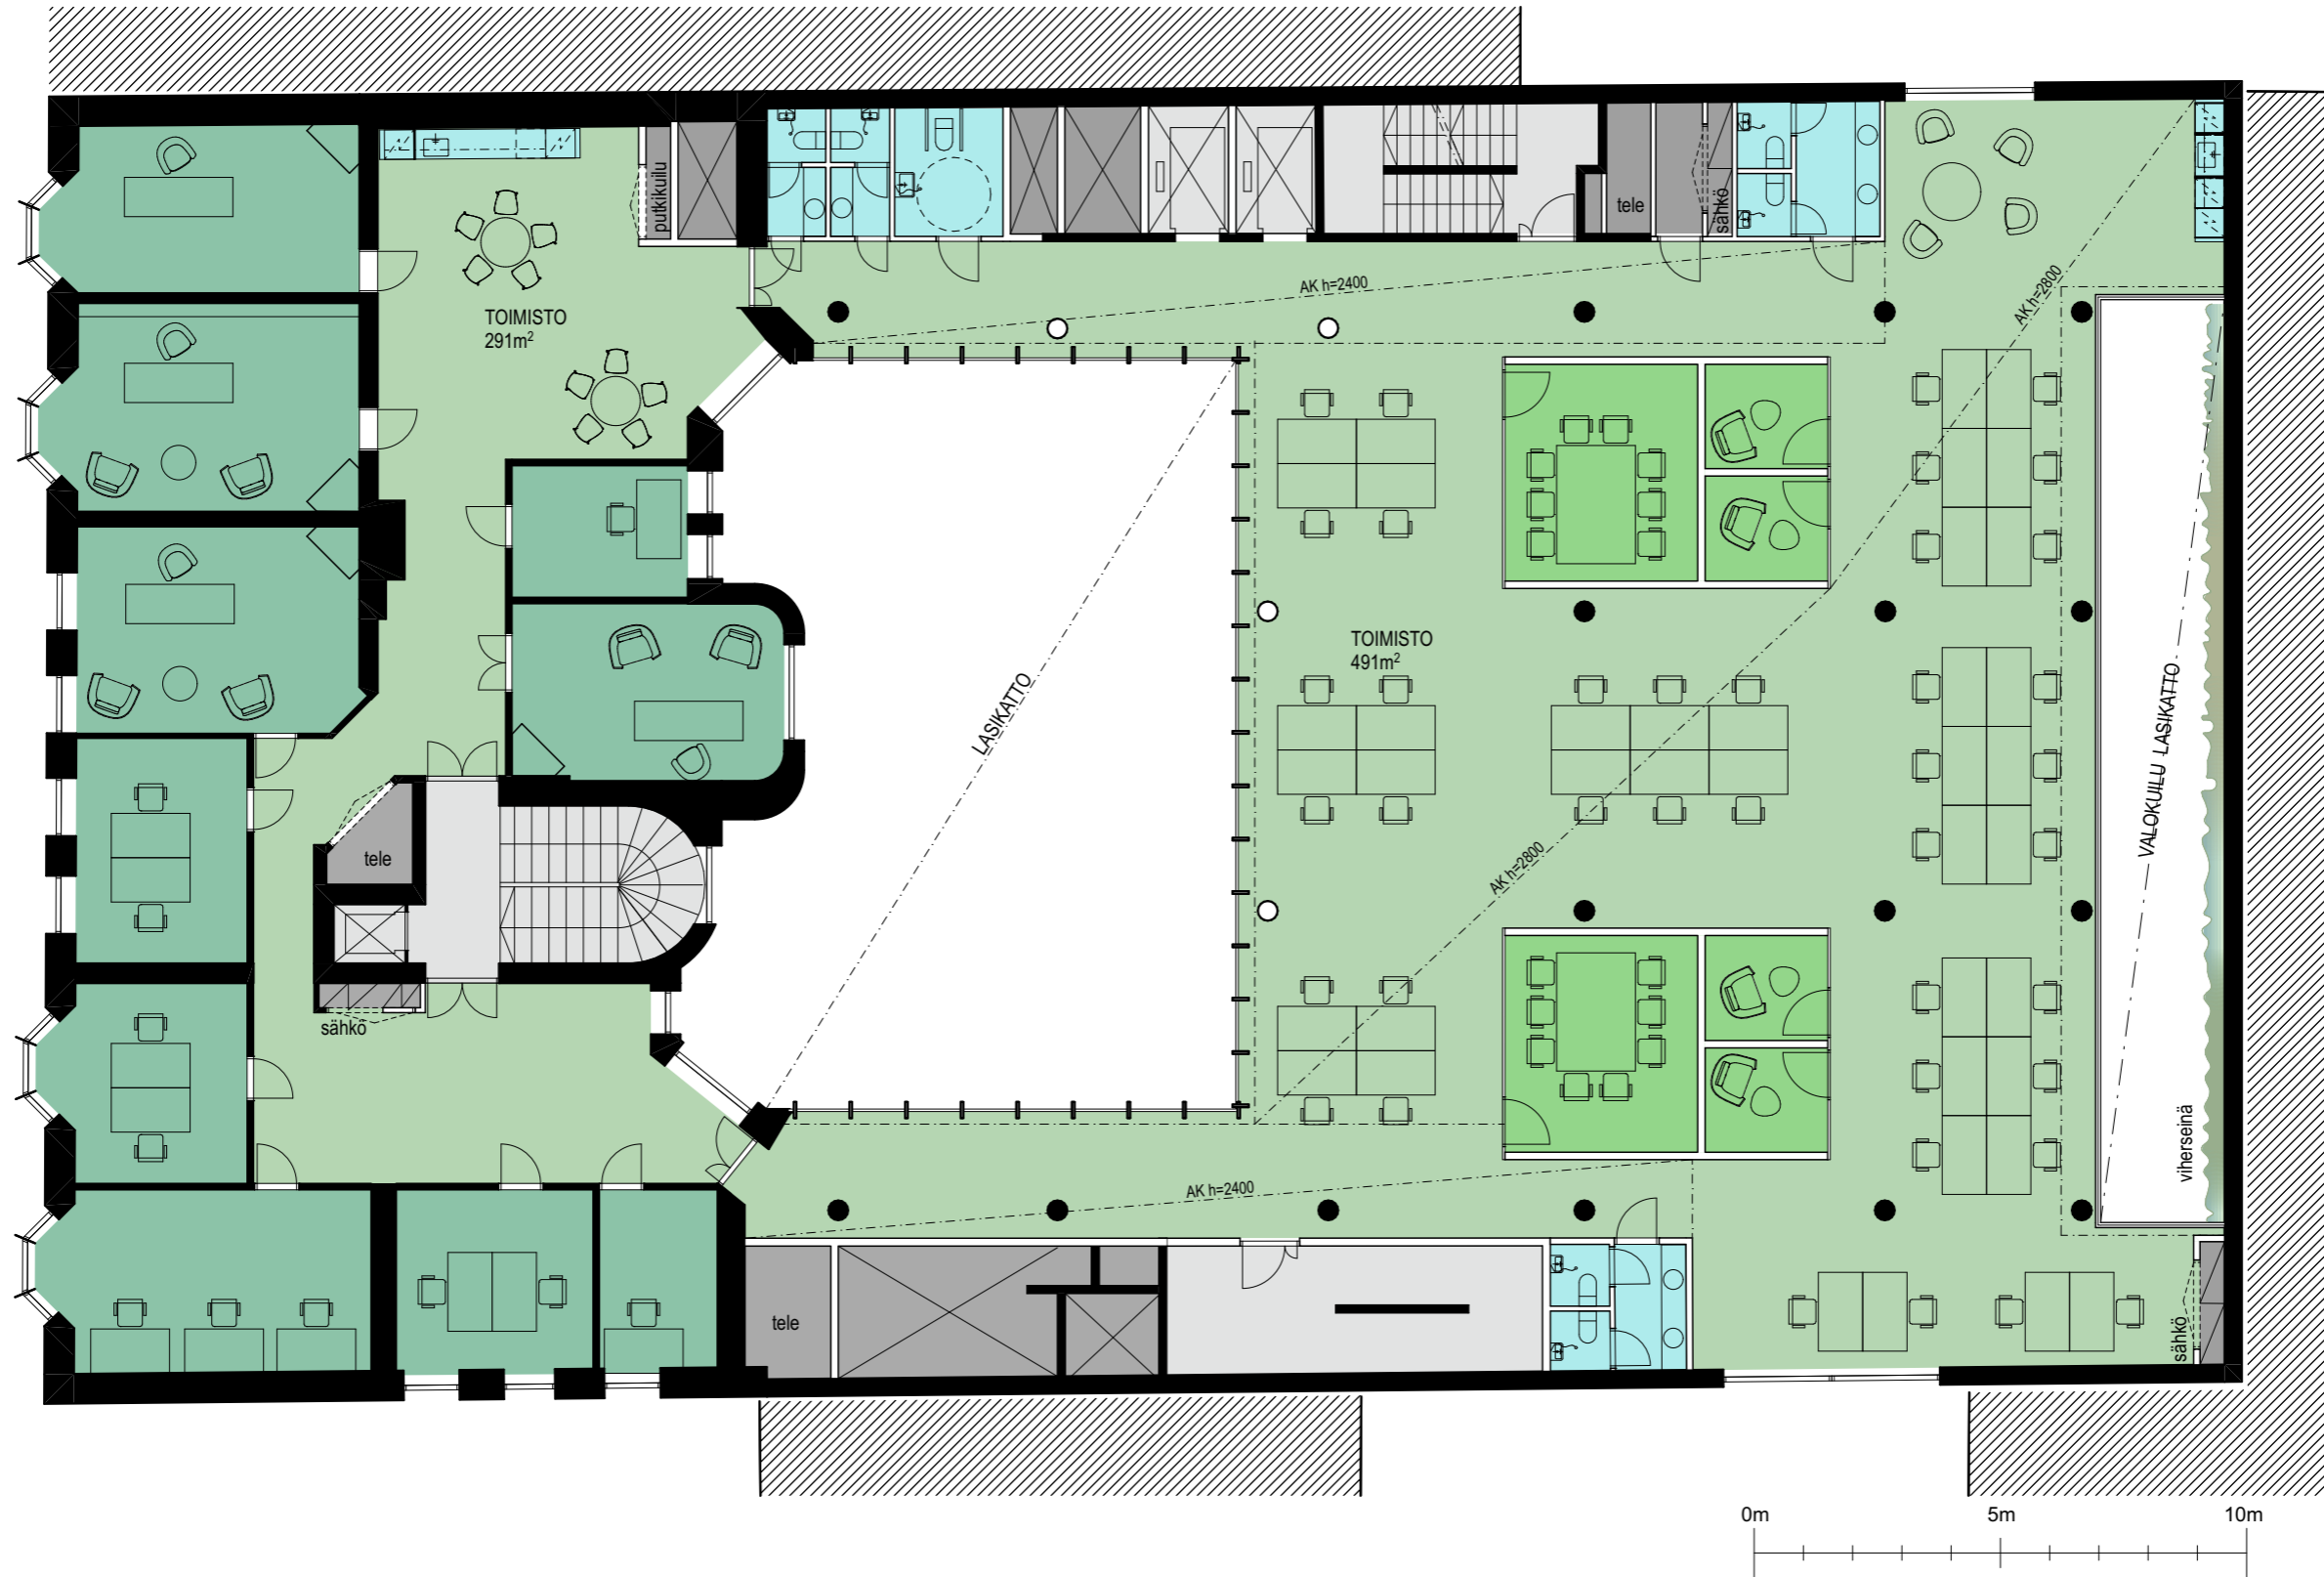 putkikuilu
tele
sähkö
AK h=2400
AK h=2800
TOIMISTO
291m²
TOIMISTO
491m²
LASIKATTO
VALOKUILU LASIKATTO
AK h=2800
tele
sähkö
viherseinä
AK h=2400
tele
sähkö
0m 5m 10m